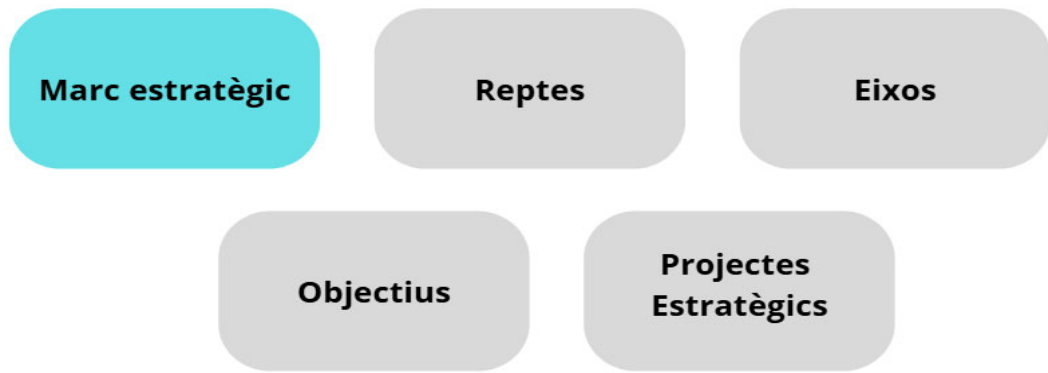 Marc estratègic
Reptes
Eixos
Objectius
Projectes
Estratègics